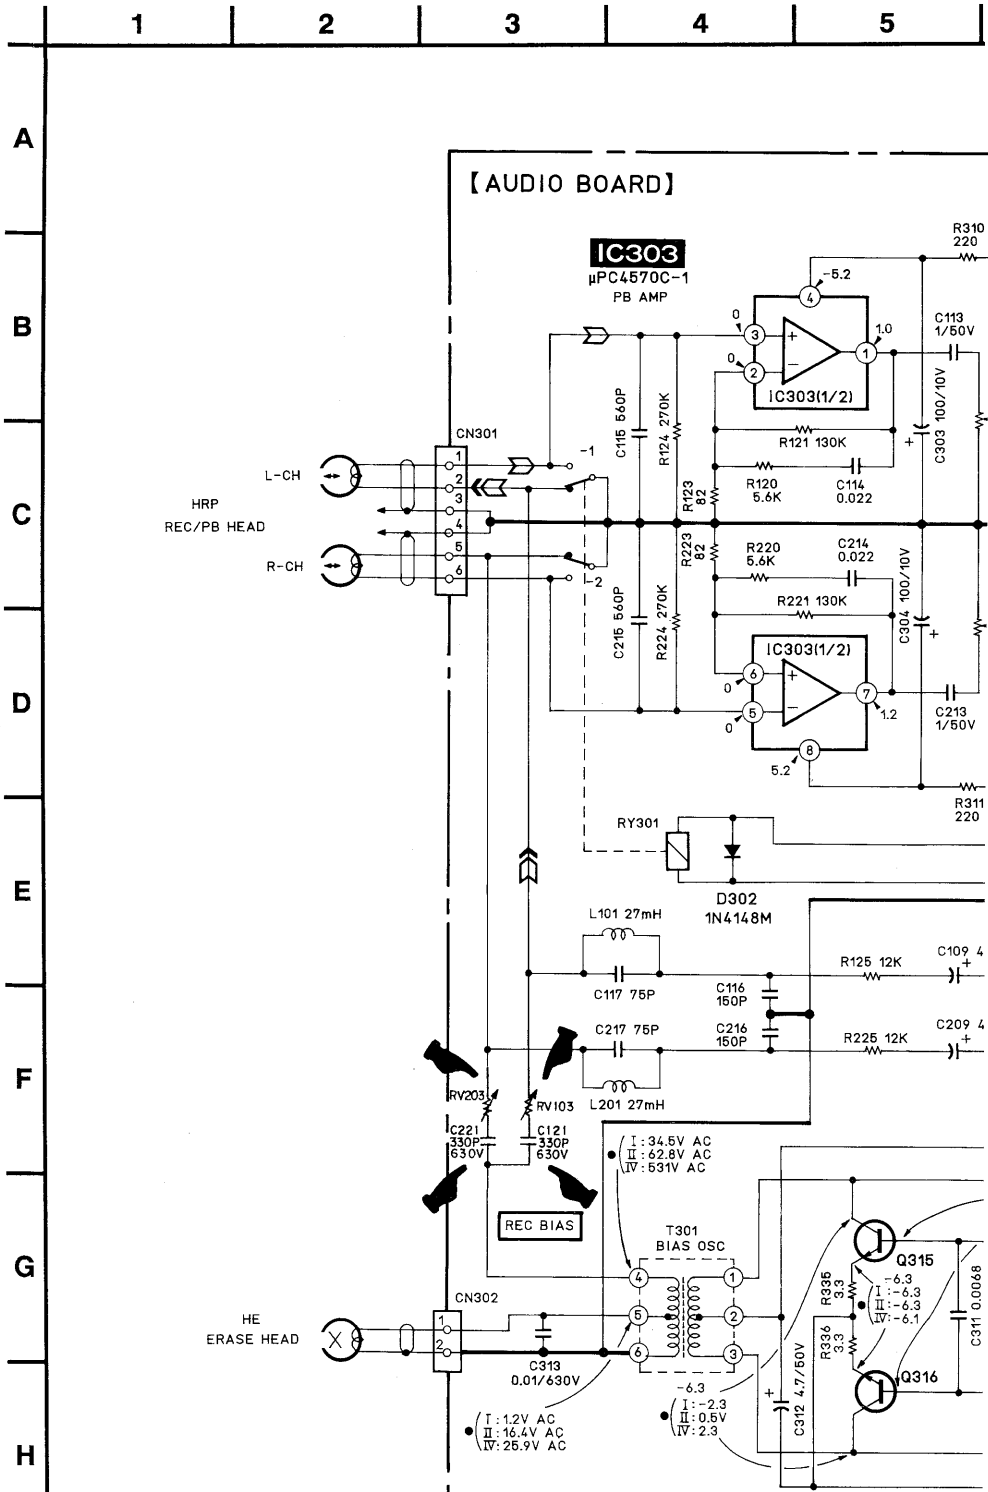 1 2 3 4 5
A
【AUDIO BOARD】
R310
220
IC303
μPC4570C-1
PB AMP
-5.2
4
B
0
3
+
1.0
1
C113
1/50V
0
2
−
IC303(1/2)
C115 560P
R124 270K
C303 100/10V
+
R121 130K
CN301
1
-1
L-CH
2
R120
5.6K
C114
0.022
R123
82
C
HRP
REC/PB HEAD
3
4
R223
82
R220
5.6K
C214
0.022
R-CH
5
6
-2
R221 130K
C215 560P
R224 270K
C304 100/10V
+
IC303(1/2)
D
6
+
0
7
1.2
5
−
0
C213
1/50V
8
5.2
R311
220
RY301
E
D302
1N4148M
L101 27mH
C117 75P
C116
150P
R125 12K
C109 4
+
C217 75P
C216
150P
R225 12K
C209 4
+
L201 27mH
F
RV203
RV103
C221
330P
630V
C121
330P
630V
I:34.5V AC
II:62.8V AC
IV:531V AC
REC BIAS
T301
BIAS OSC
G
4
1
Q315
R335
3.3
-6.3
I:-6.3
II:-6.3
IV:-6.1
C311 0.0068
CN302
HE
ERASE HEAD
1
2
5
2
6
3
R336
3.3
C313
0.01/630V
Q316
-6.3
I:-2.3
II:0.5V
IV:2.3
+
C312 4.7/50V
I:1.2V AC
II:16.4V AC
IV:25.9V AC
H